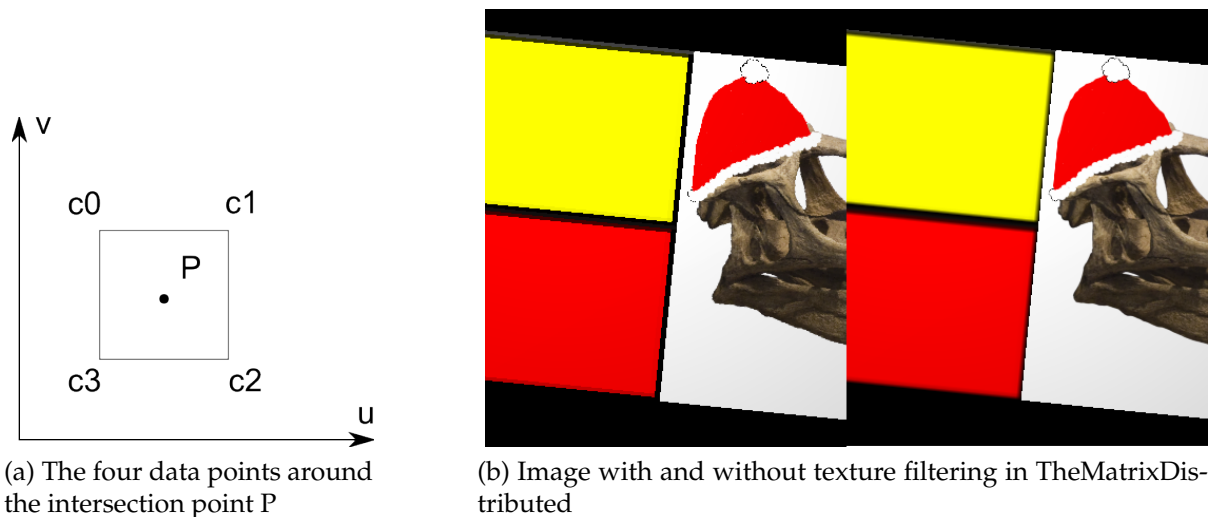 v
c0 c1
P
c3 c2
u
(a) The four data points around
the intersection point P
(b) Image with and without texture filtering in TheMatrixDis-
tributed